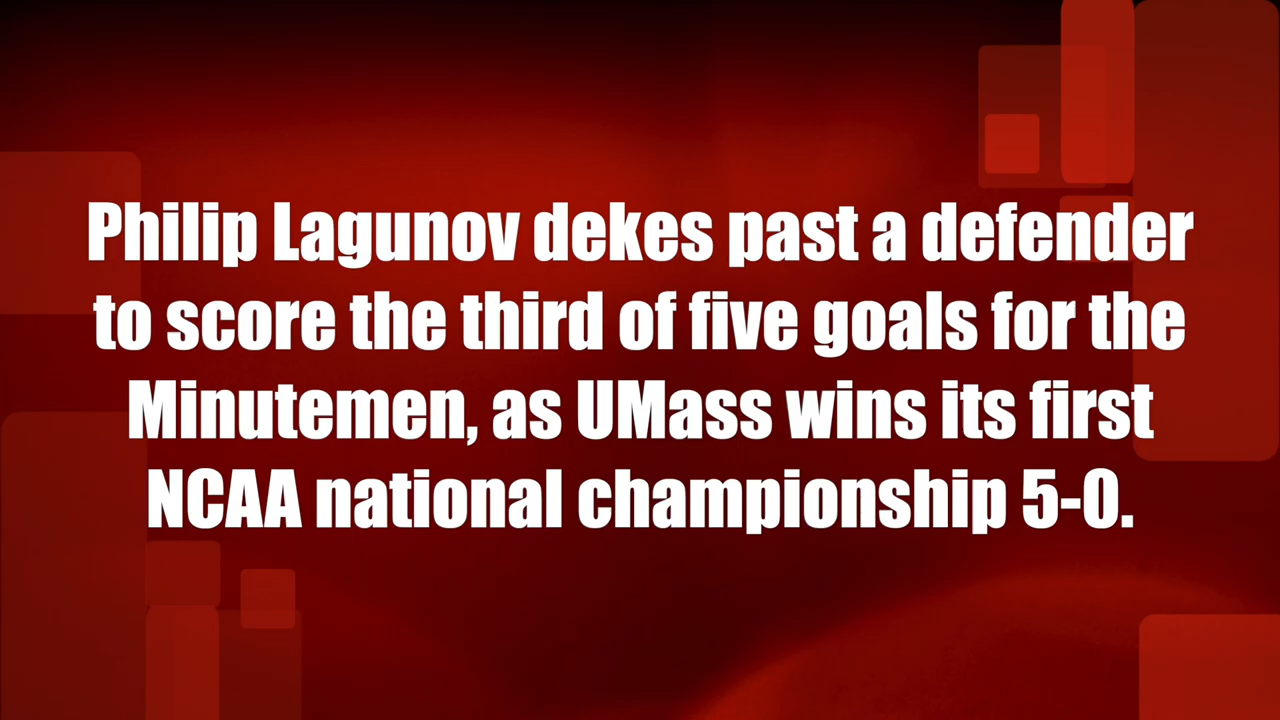 Philip Lagunov dekes past a defender
to score the third of five goals for the
Minutemen, as UMass wins its first
NCAA national championship 5-0.